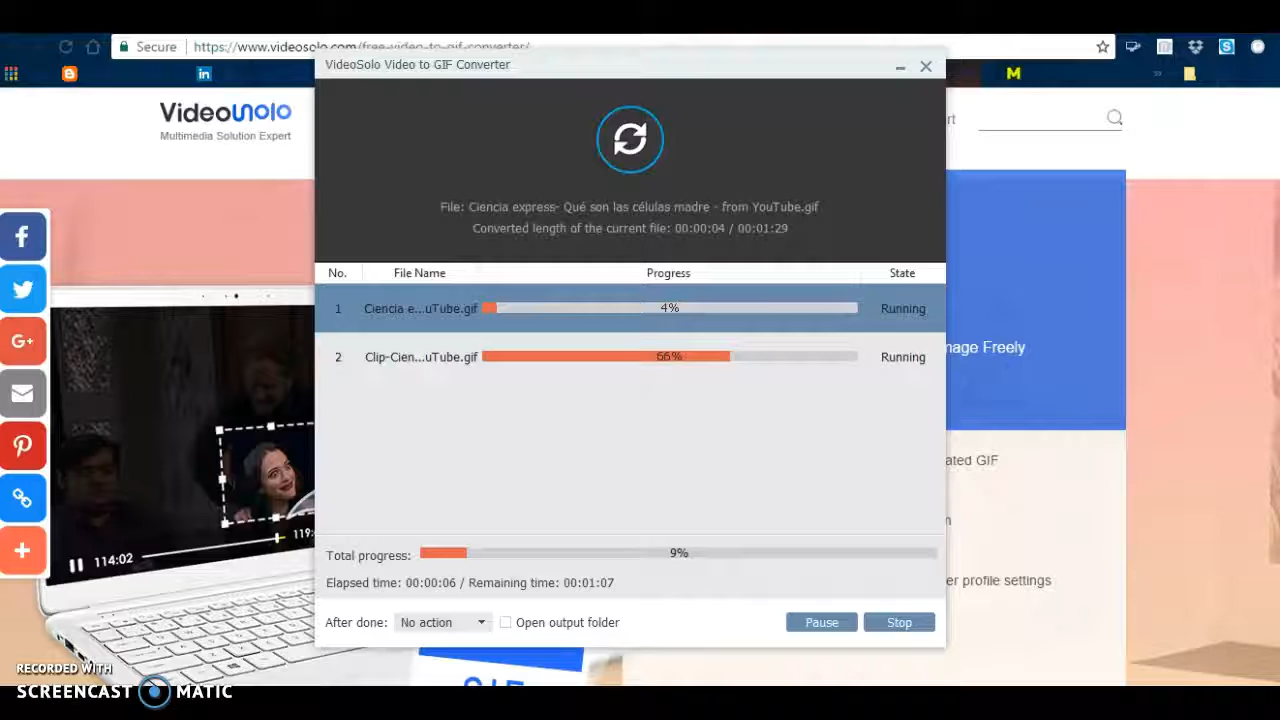 Secure https://www.videosolo.com/free-video-to-gif-converter/
VideoSolo Video to GIF Converter
VideoSolo
Multimedia Solution Expert
rt
File: Ciencia express- Qué son las células madre - from YouTube.gif
Converted length of the current file: 00:00:04 / 00:01:29
No. File Name Progress State
1 Ciencia e...uTube.gif 4% Running
2 Clip-Cien...uTube.gif 66% Running
nage Freely
ated GIF
n
er profile settings
114:02 119:
Total progress: 9%
Elapsed time: 00:00:06 / Remaining time: 00:01:07
After done: No action Open output folder Pause Stop
RECORDED WITH
SCREENCAST MATIC